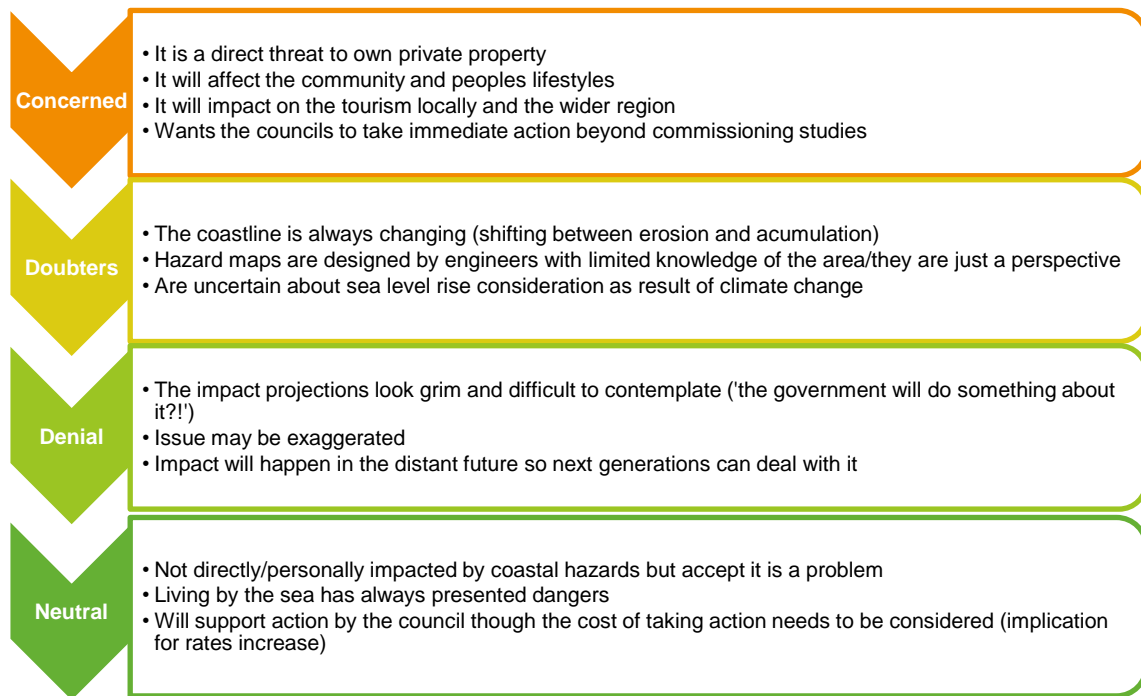 Concerned
• It is a direct threat to own private property
• It will affect the community and peoples lifestyles
• It will impact on the tourism locally and the wider region
• Wants the councils to take immediate action beyond commissioning studies
Doubters
• The coastline is always changing (shifting between erosion and acumulation)
• Hazard maps are designed by engineers with limited knowledge of the area/they are just a perspective
• Are uncertain about sea level rise consideration as result of climate change
Denial
• The impact projections look grim and difficult to contemplate ('the government will do something about
it?!')
• Issue may be exaggerated
• Impact will happen in the distant future so next generations can deal with it
Neutral
• Not directly/personally impacted by coastal hazards but accept it is a problem
• Living by the sea has always presented dangers
• Will support action by the council though the cost of taking action needs to be considered (implication
for rates increase)